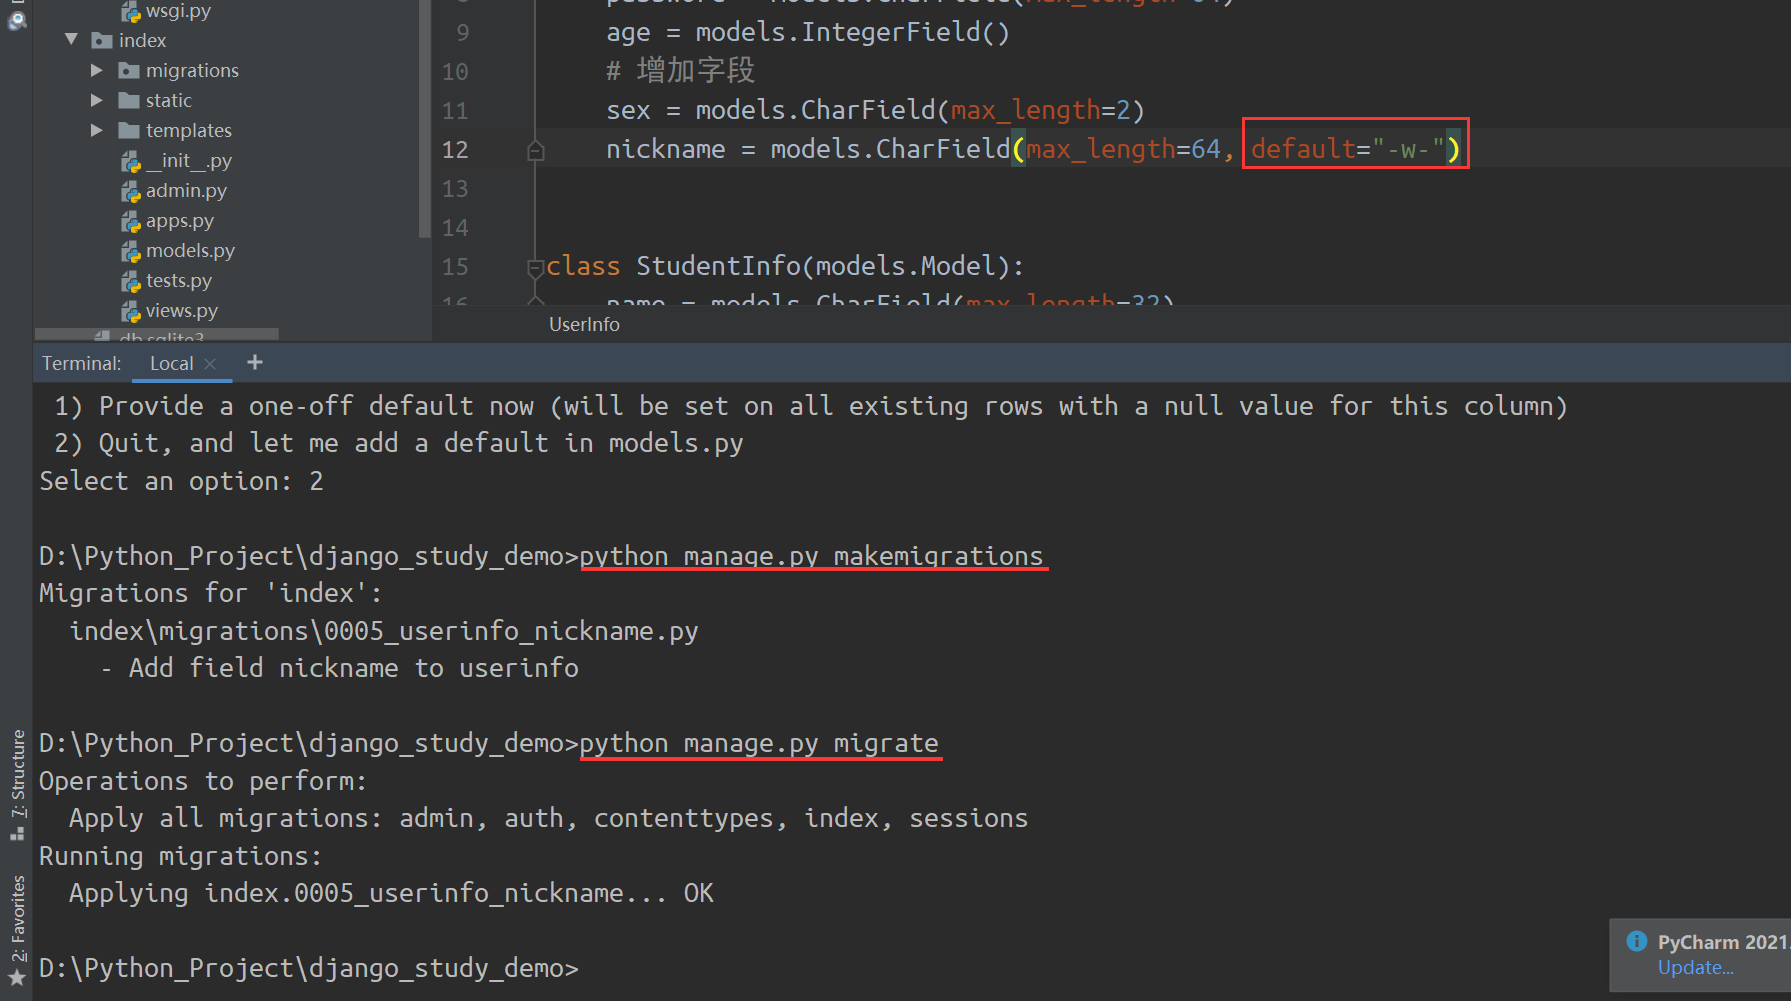 wsgi.py
index
migrations
static
templates
__init__.py
admin.py
apps.py
models.py
tests.py
views.py
db.sqlite3
9 age = models.IntegerField()
10 # 增加字段
11 sex = models.CharField(max_length=2)
12 nickname = models.CharField(max_length=64, default="-w-")
13
14
15 class StudentInfo(models.Model):
16 name = models.CharField(max_length=32)
UserInfo
Terminal: Local × +
1) Provide a one-off default now (will be set on all existing rows with a null value for this column)
2) Quit, and let me add a default in models.py
Select an option: 2
D:\Python_Project\django_study_demo>python manage.py makemigrations
Migrations for 'index':
index\migrations\0005_userinfo_nickname.py
- Add field nickname to userinfo
D:\Python_Project\django_study_demo>python manage.py migrate
Operations to perform:
Apply all migrations: admin, auth, contenttypes, index, sessions
Running migrations:
Applying index.0005_userinfo_nickname... OK
D:\Python_Project\django_study_demo>
7: Structure
2: Favorites
PyCharm 2021.
Update...